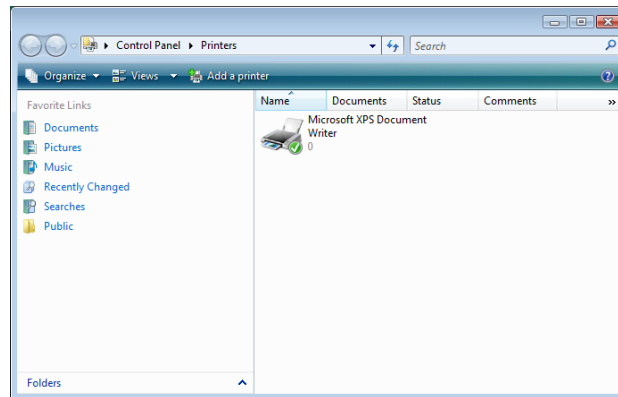 Control Panel Printers Search
Organize Views Add a printer
Favorite Links
Documents
Pictures
Music
Recently Changed
Searches
Public
Folders
Name Documents Status Comments »
Microsoft XPS Document
Writer
0